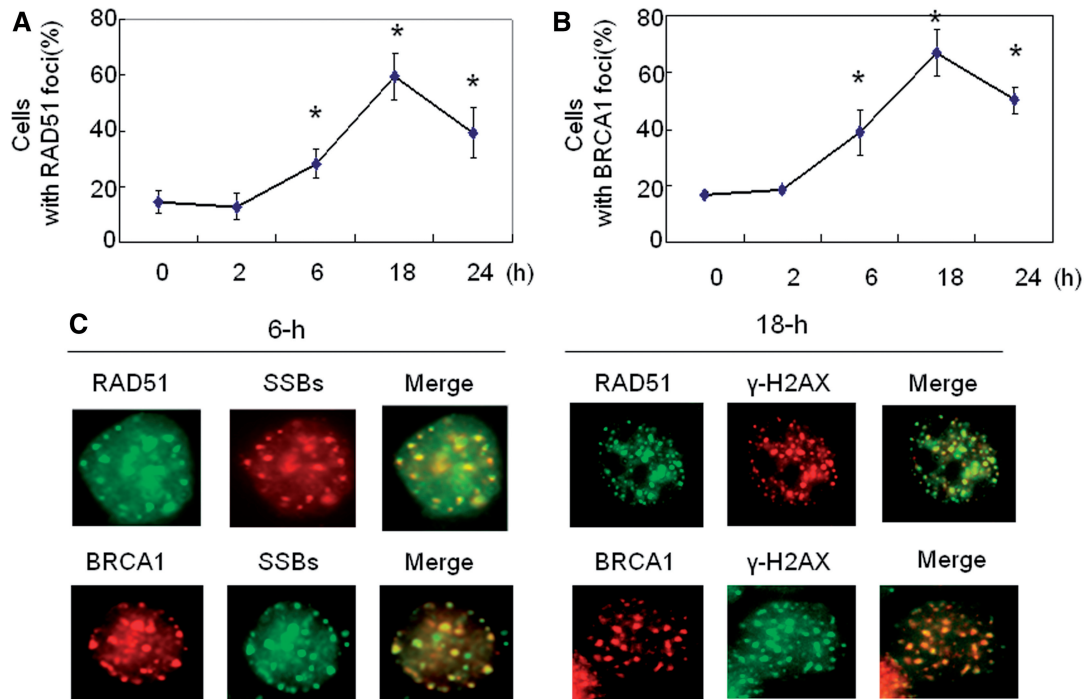 A
Cells
with RAD51 foci(%)
80
60
40
20
0
*
*
*
0 2 6 18 24 (h)
B
Cells
with BRCA1 foci(%)
80
60
40
20
0
*
*
*
0 2 6 18 24 (h)
C
6-h
18-h
RAD51 SSBs Merge
RAD51 γ-H2AX Merge
BRCA1 SSBs Merge
BRCA1 γ-H2AX Merge